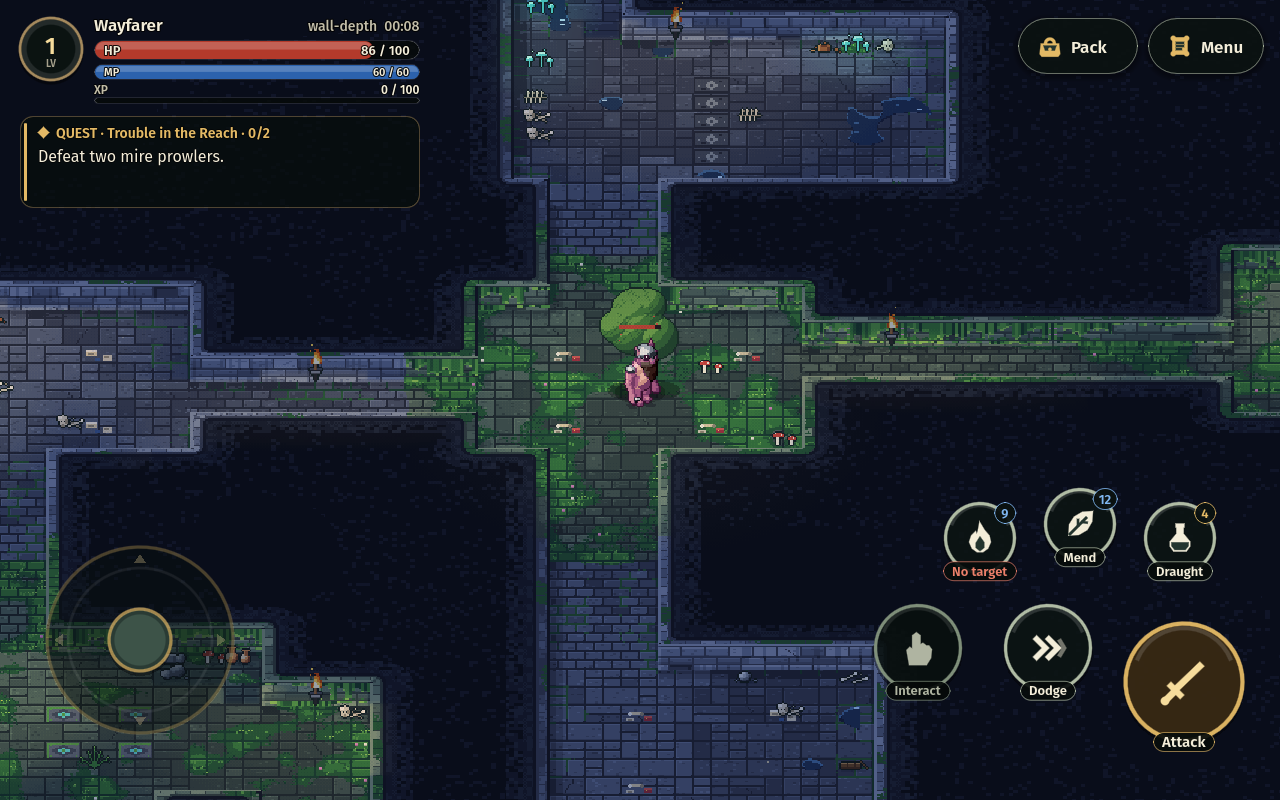 Wayfarer
wall-depth 00:08
1
LV
HP 86 / 100
MP 60 / 60
XP 0 / 100
QUEST · Trouble in the Reach · 0/2
Defeat two mire prowlers.
Pack
Menu
9
No target
12
Mend
4
Draught
Interact
Dodge
Attack